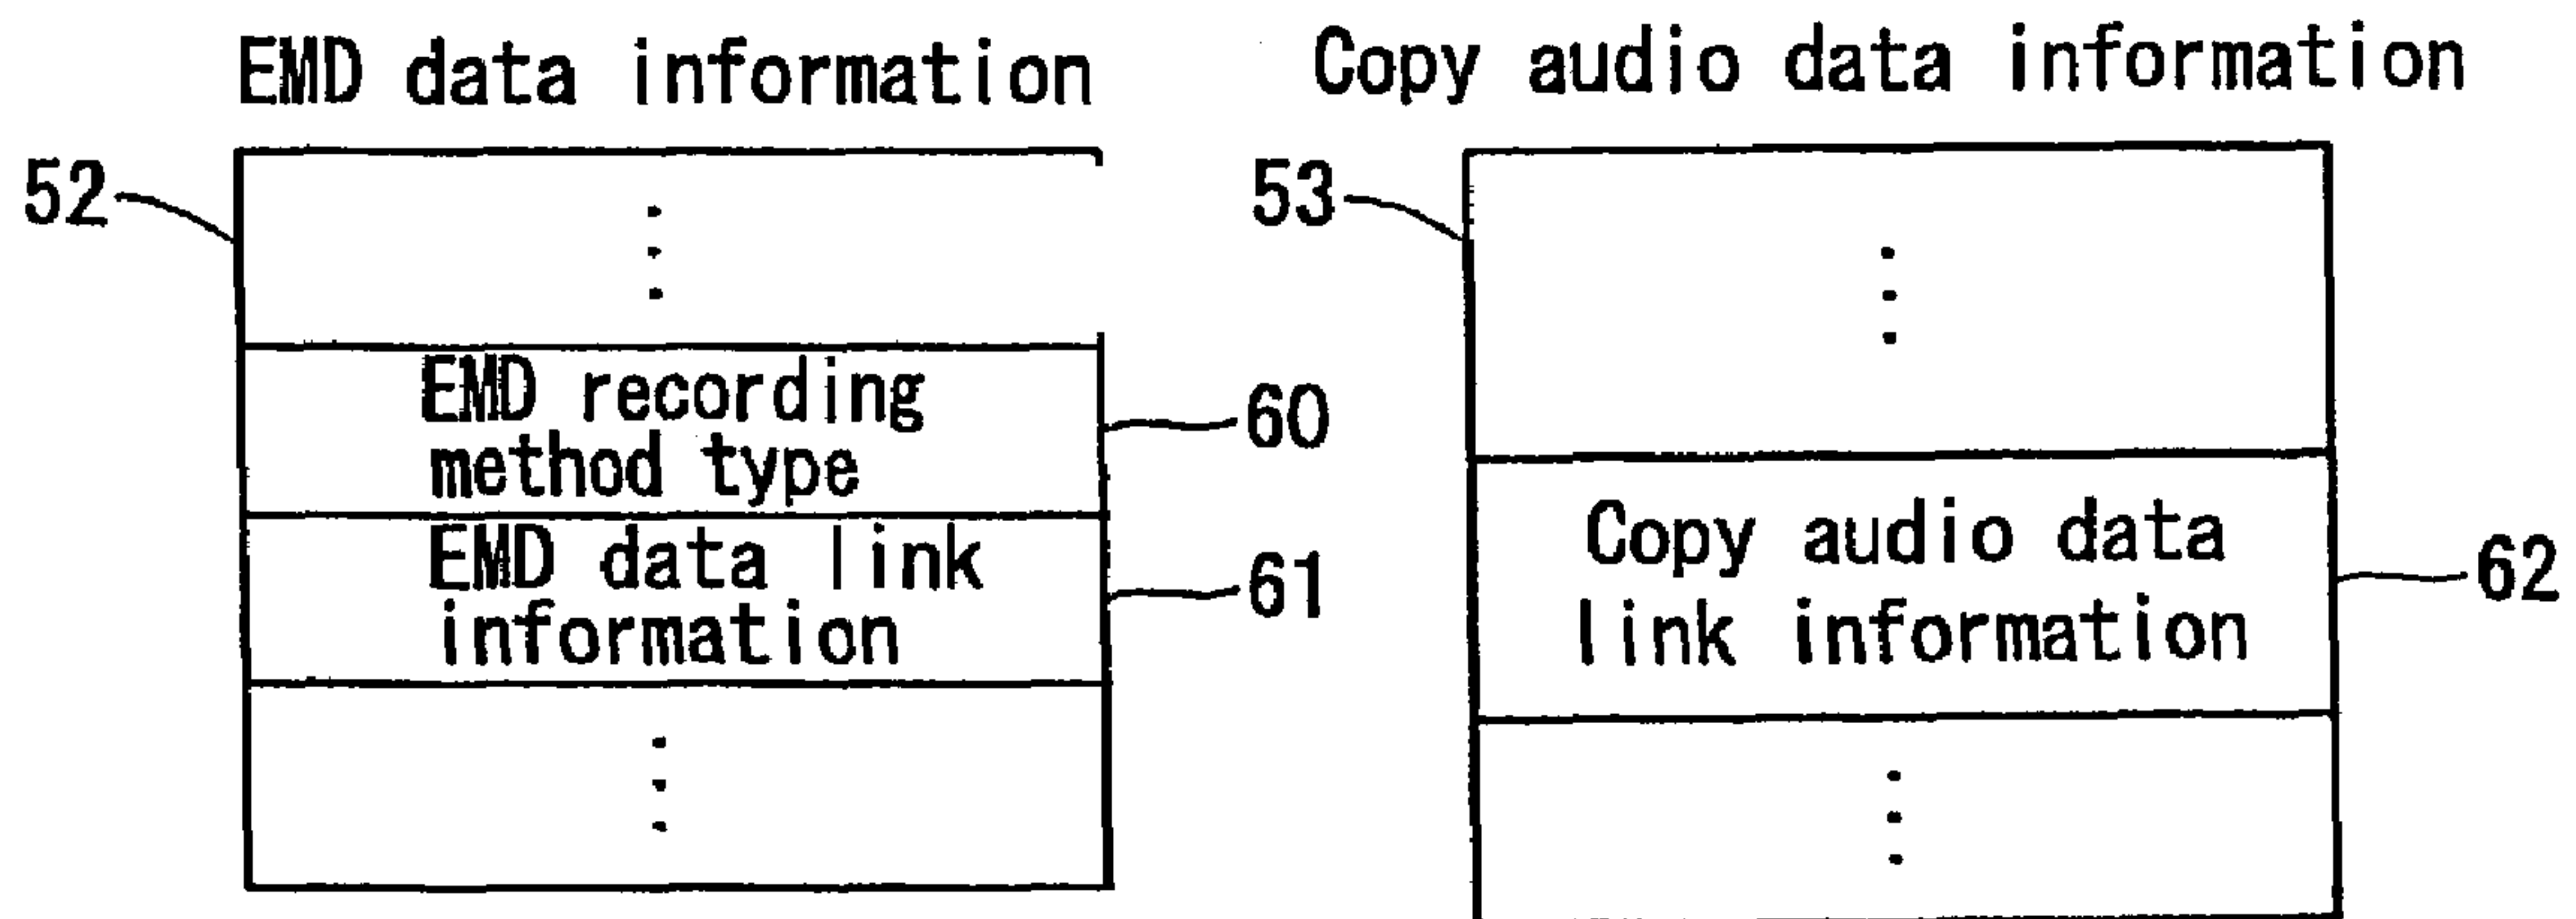 EMD data information
52
EMD recording
method type
60
EMD data link
information
61
Copy audio data information
53
Copy audio data
link information
62